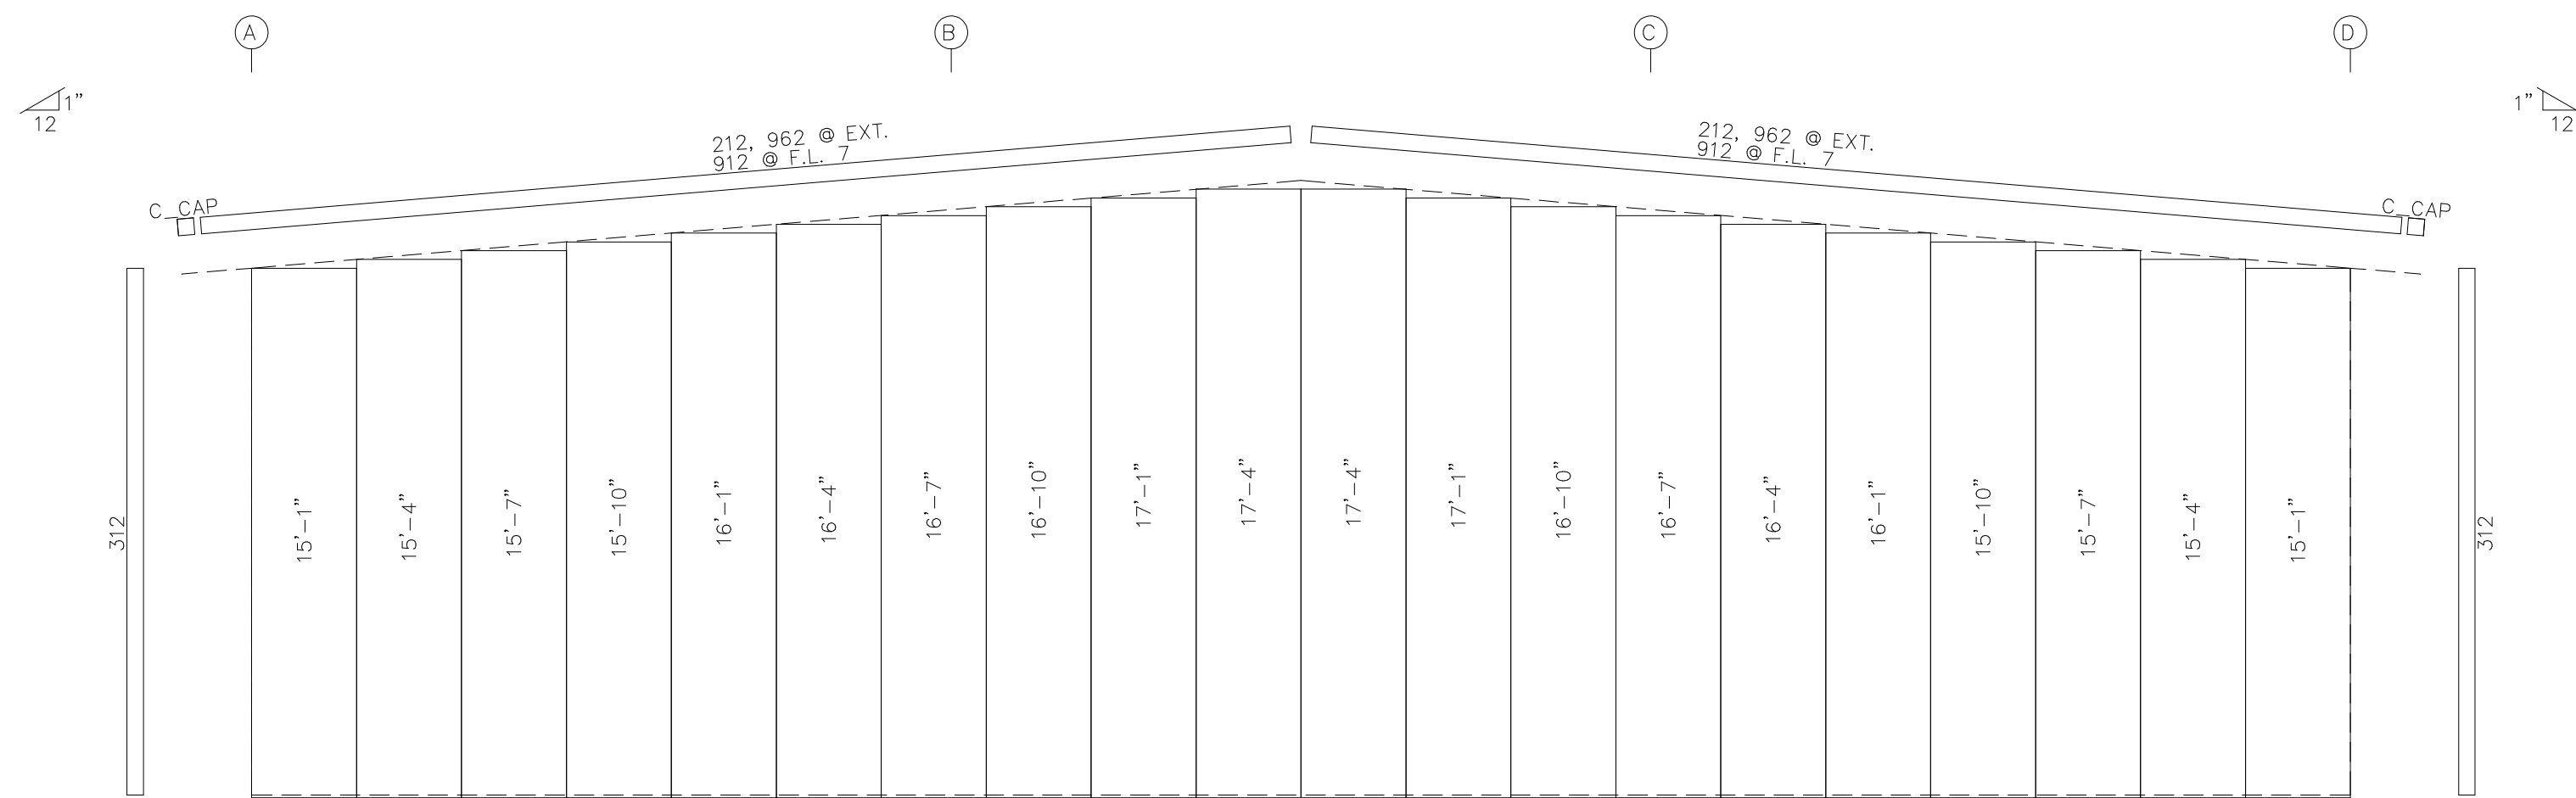 A
B
C
D
1"
12
1"
12
212, 962 @ EXT.
912 @ F.L. 7
212, 962 @ EXT.
912 @ F.L. 7
C_CAP
C_CAP
312
15'-1"
15'-4"
15'-7"
15'-10"
16'-1"
16'-4"
16'-7"
16'-10"
17'-1"
17'-4"
17'-4"
17'-1"
16'-10"
16'-7"
16'-4"
16'-1"
15'-10"
15'-7"
15'-4"
15'-1"
312